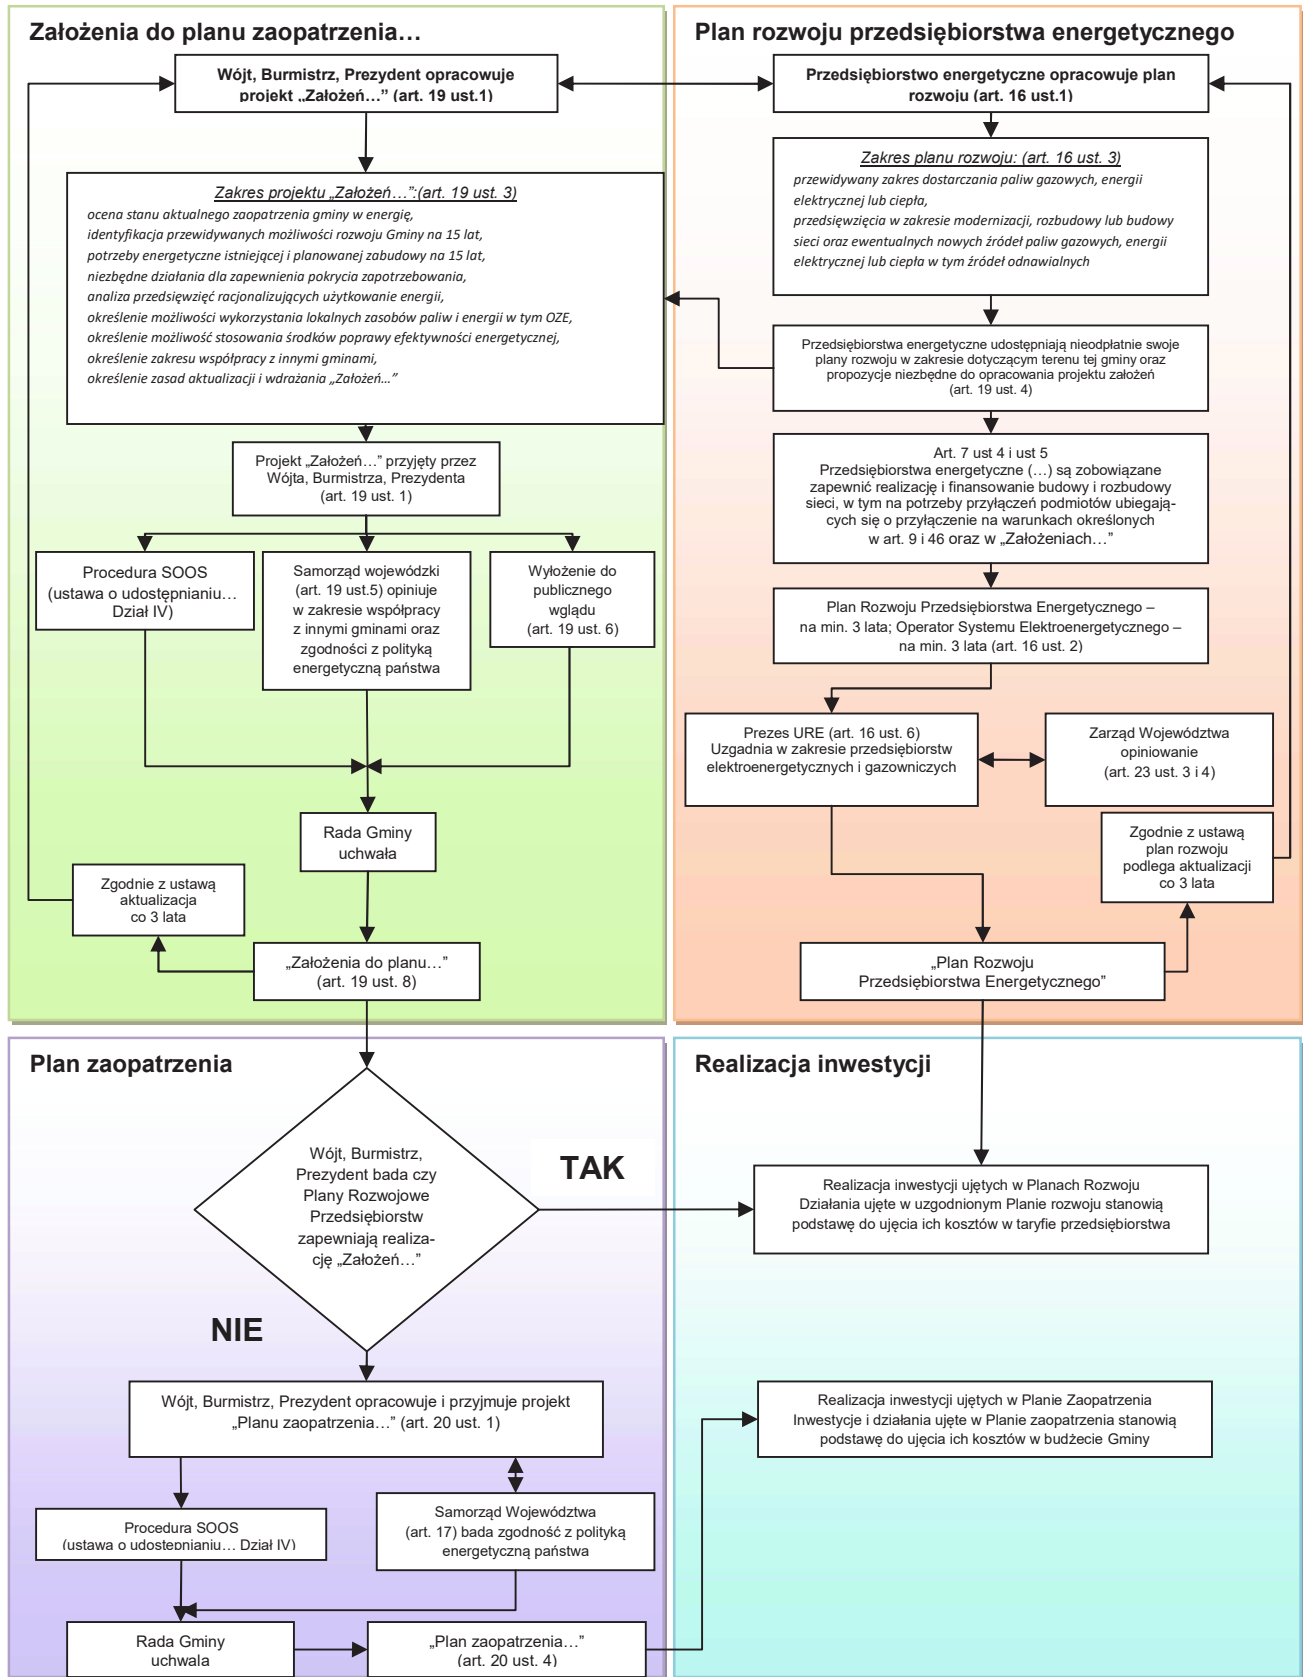 Założenia do planu zaopatrzenia…
Wójt, Burmistrz, Prezydent opracowuje
projekt „Założeń…” (art. 19 ust.1)
Zakres projektu „Założeń…”:(art. 19 ust. 3)
ocena stanu aktualnego zaopatrzenia gminy w energię,
identyfikacja przewidywanych możliwości rozwoju Gminy na 15 lat,
potrzeby energetyczne istniejącej i planowanej zabudowy na 15 lat,
niezbędne działania dla zapewnienia pokrycia zapotrzebowania,
analiza przedsięwzięć racjonalizujących użytkowanie energii,
określenie możliwości wykorzystania lokalnych zasobów paliw i energii w tym OZE,
określenie możliwość stosowania środków poprawy efektywności energetycznej,
określenie zakresu współpracy z innymi gminami,
określenie zasad aktualizacji i wdrażania „Założeń…”
Projekt „Założeń…” przyjęty przez
Wójta, Burmistrza, Prezydenta
(art. 19 ust. 1)
Procedura SOOS
(ustawa o udostępnianiu…
Dział IV)
Samorząd wojewódzki
(art. 19 ust.5) opiniuje
w zakresie współpracy
z innymi gminami oraz
zgodności z polityką
energetyczną państwa
Wyłożenie do
publicznego
wglądu
(art. 19 ust. 6)
Rada Gminy
uchwała
Zgodnie z ustawą
aktualizacja
co 3 lata
„Założenia do planu…”
(art. 19 ust. 8)
Plan rozwoju przedsiębiorstwa energetycznego
Przedsiębiorstwo energetyczne opracowuje plan
rozwoju (art. 16 ust.1)
Zakres planu rozwoju: (art. 16 ust. 3)
przewidywany zakres dostarczania paliw gazowych, energii
elektrycznej lub ciepła,
przedsięwzięcia w zakresie modernizacji, rozbudowy lub budowy
sieci oraz ewentualnych nowych źródeł paliw gazowych, energii
elektrycznej lub ciepła w tym źródeł odnawialnych
Przedsiębiorstwa energetyczne udostępniają nieodpłatnie swoje
plany rozwoju w zakresie dotyczącym terenu tej gminy oraz
propozycje niezbędne do opracowania projektu założeń
(art. 19 ust. 4)
Art. 7 ust 4 i ust 5
Przedsiębiorstwa energetyczne (…) są zobowiązane
zapewnić realizację i finansowanie budowy i rozbudowy
sieci, w tym na potrzeby przyłączeń podmiotów ubiegają-
cych się o przyłączenie na warunkach określonych
w art. 9 i 46 oraz w „Założeniach…”
Plan Rozwoju Przedsiębiorstwa Energetycznego –
na min. 3 lata; Operator Systemu Elektroenergetycznego –
na min. 3 lata (art. 16 ust. 2)
Prezes URE (art. 16 ust. 6)
Uzgadnia w zakresie przedsiębiorstw
elektroenergetycznych i gazowniczych
Zarząd Województwa
opiniowanie
(art. 23 ust. 3 i 4)
Zgodnie z ustawą
plan rozwoju
podlega aktualizacji
co 3 lata
„Plan Rozwoju
Przedsiębiorstwa Energetycznego”
Plan zaopatrzenia
Wójt, Burmistrz,
Prezydent bada czy
Plany Rozwojowe
Przedsiębiorstw
zapewniają realiza-
cję „Założeń…”
TAK
NIE
Wójt, Burmistrz, Prezydent opracowuje i przyjmuje projekt
„Planu zaopatrzenia…” (art. 20 ust. 1)
Procedura SOOS
(ustawa o udostępnianiu… Dział IV)
Samorząd Województwa
(art. 17) bada zgodność z polityką
energetyczną państwa
Rada Gminy
uchwala
„Plan zaopatrzenia…”
(art. 20 ust. 4)
Realizacja inwestycji
Realizacja inwestycji ujętych w Planach Rozwoju
Działania ujęte w uzgodnionym Planie rozwoju stanowią
podstawę do ujęcia ich kosztów w taryfie przedsiębiorstwa
Realizacja inwestycji ujętych w Planie Zaopatrzenia
Inwestycje i działania ujęte w Planie zaopatrzenia stanowią
podstawę do ujęcia ich kosztów w budżecie Gminy